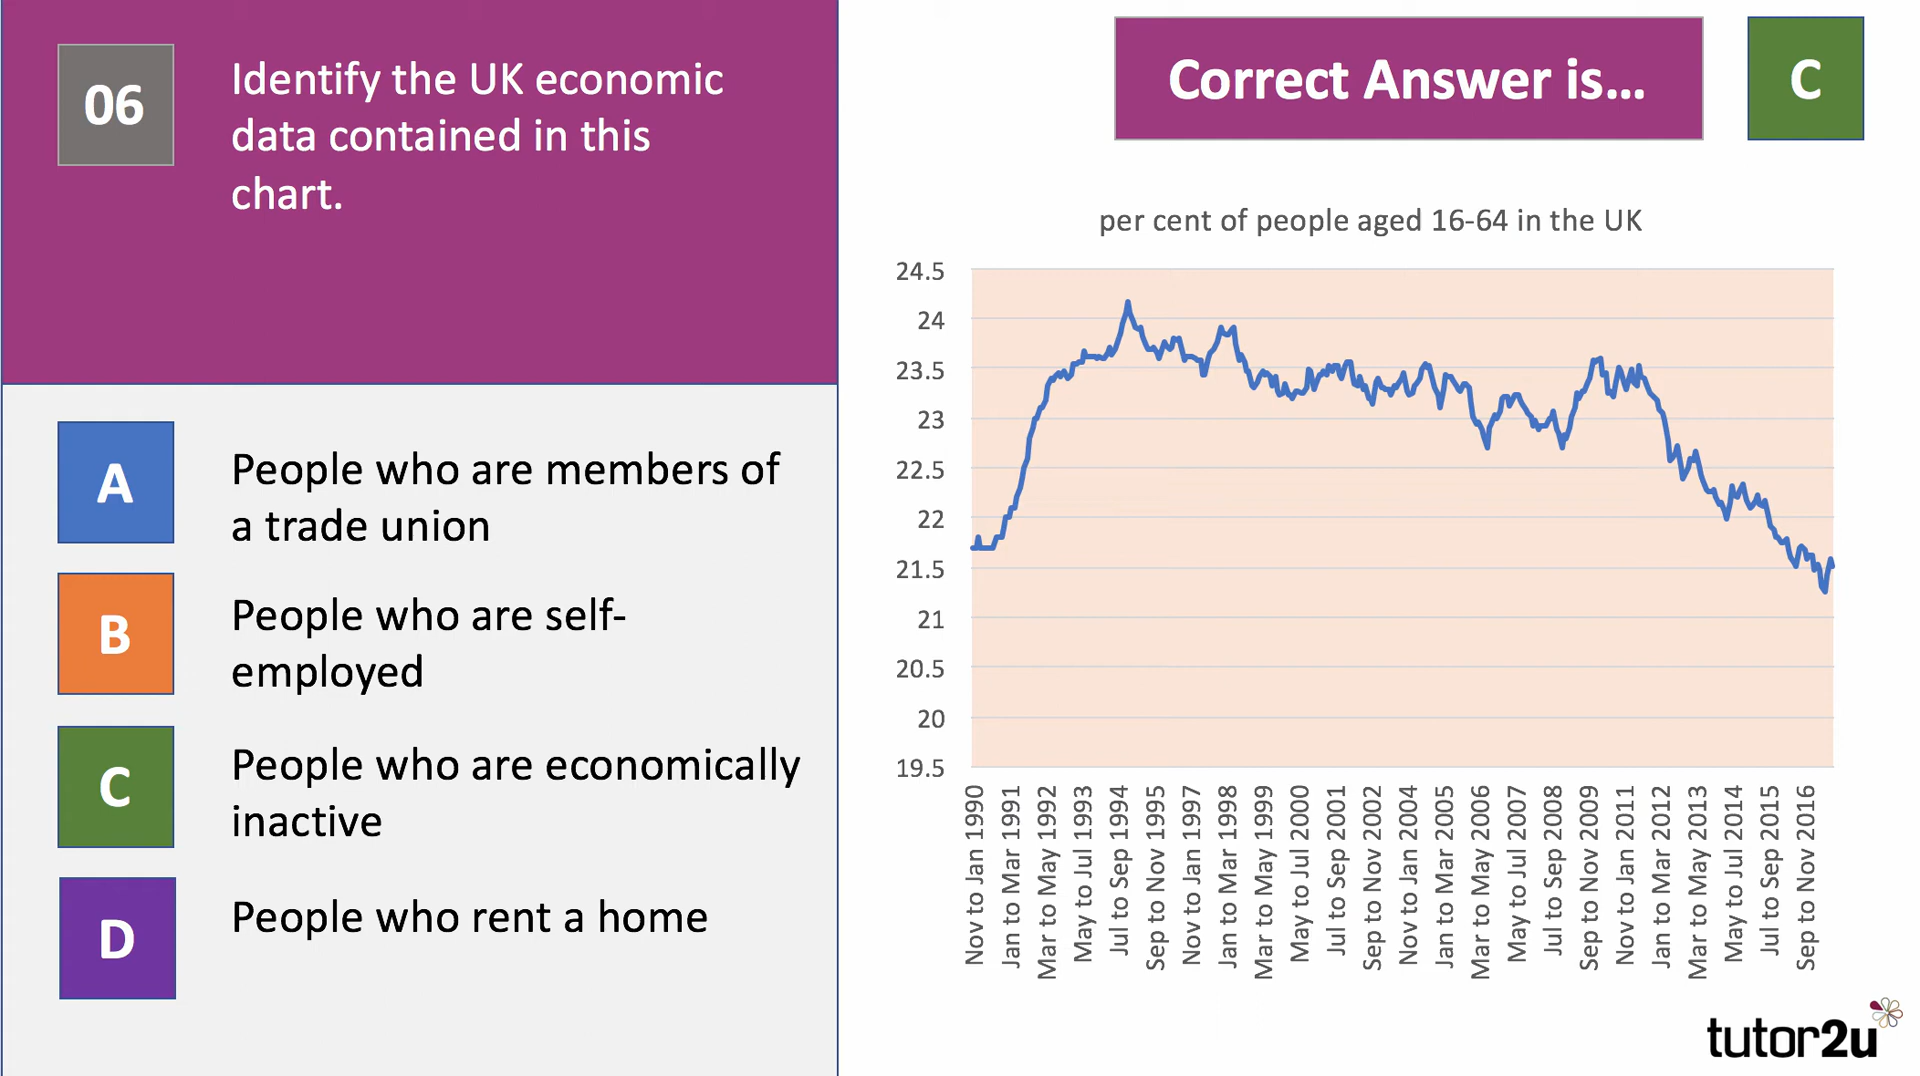 06
Identify the UK economic
data contained in this
chart.
A
People who are members of
a trade union
B
People who are self-
employed
C
People who are economically
inactive
D
People who rent a home
Correct Answer is...
C
per cent of people aged 16-64 in the UK
24.5
24
23.5
23
22.5
22
21.5
21
20.5
20
19.5
Nov to Jan 1990
Jan to Mar 1991
Mar to May 1992
May to Jul 1993
Jul to Sep 1994
Sep to Nov 1995
Nov to Jan 1997
Jan to Mar 1998
Mar to May 1999
May to Jul 2000
Jul to Sep 2001
Sep to Nov 2002
Nov to Jan 2004
Jan to Mar 2005
Mar to May 2006
May to Jul 2007
Jul to Sep 2008
Sep to Nov 2009
Nov to Jan 2011
Jan to Mar 2012
Mar to May 2013
May to Jul 2014
Jul to Sep 2015
Sep to Nov 2016
tutor2u